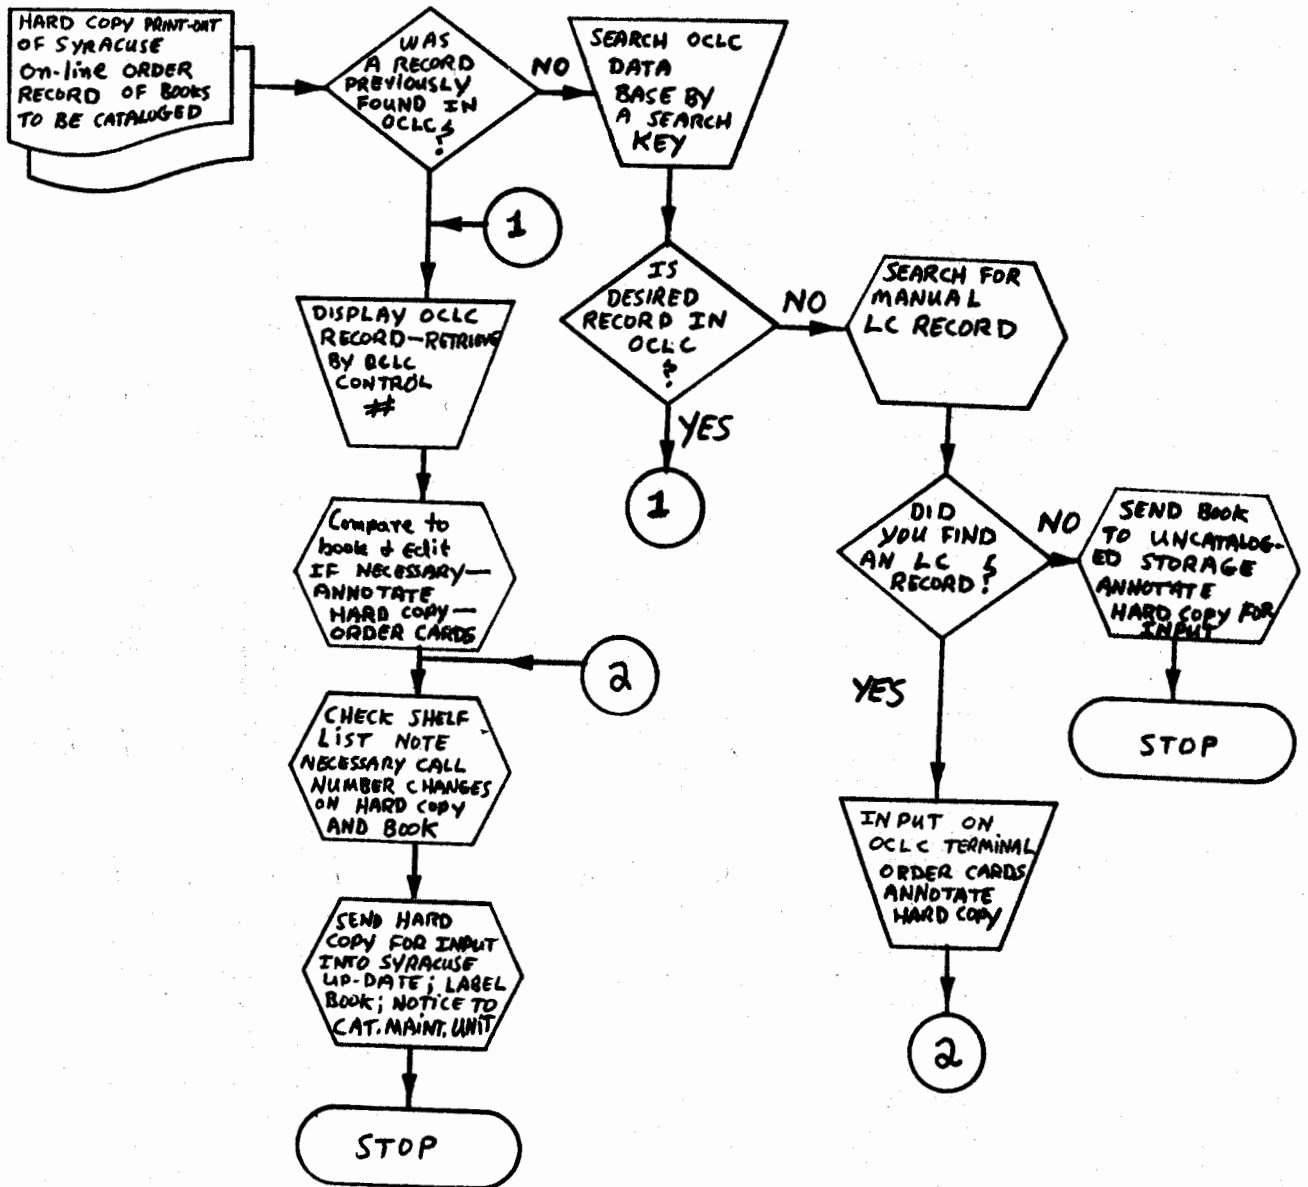 HARD COPY PRINT-OUT
OF SYRACUSE
On-line ORDER
RECORD OF BOOKS
TO BE CATALOGED
WAS
A RECORD
PREVIOUSLY
FOUND IN
OCLC
?
NO
SEARCH OCLC
DATA
BASE BY
A SEARCH
KEY
1
DISPLAY OCLC
RECORD-RETRIEVE
BY OCLC
CONTROL
#
IS
DESIRED
RECORD IN
OCLC
?
NO
SEARCH FOR
MANUAL
LC RECORD
YES
1
Compare to
book & Edit
IF NECESSARY—
ANNOTATE
HARD COPY—
ORDER CARDS
DID
YOU FIND
AN LC
RECORD?
NO
SEND BOOK
TO UNCATALOG-
ED STORAGE
ANNOTATE
HARD COPY FOR
INPUT
2
YES
STOP
CHECK SHELF
LIST NOTE
NECESSARY CALL
NUMBER CHANGES
ON HARD COPY
AND BOOK
INPUT ON
OCLC TERMINAL
ORDER CARDS
ANNOTATE
HARD COPY
SEND HARD
COPY FOR INPUT
INTO SYRACUSE
UP-DATE; LABEL
BOOK; NOTICE TO
CAT. MAINT. UNIT
2
STOP